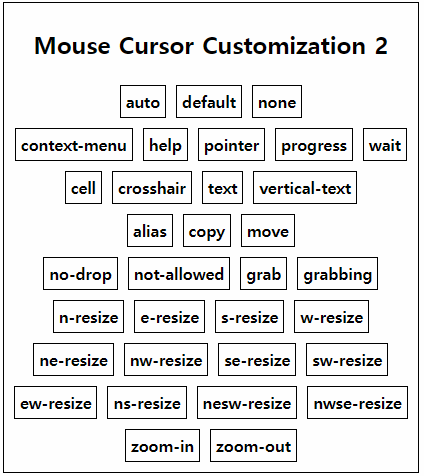 Mouse Cursor Customization 2
auto default none
context-menu help pointer progress wait
cell crosshair text vertical-text
alias copy move
no-drop not-allowed grab grabbing
n-resize e-resize s-resize w-resize
ne-resize nw-resize se-resize sw-resize
ew-resize ns-resize nesw-resize nwse-resize
zoom-in zoom-out